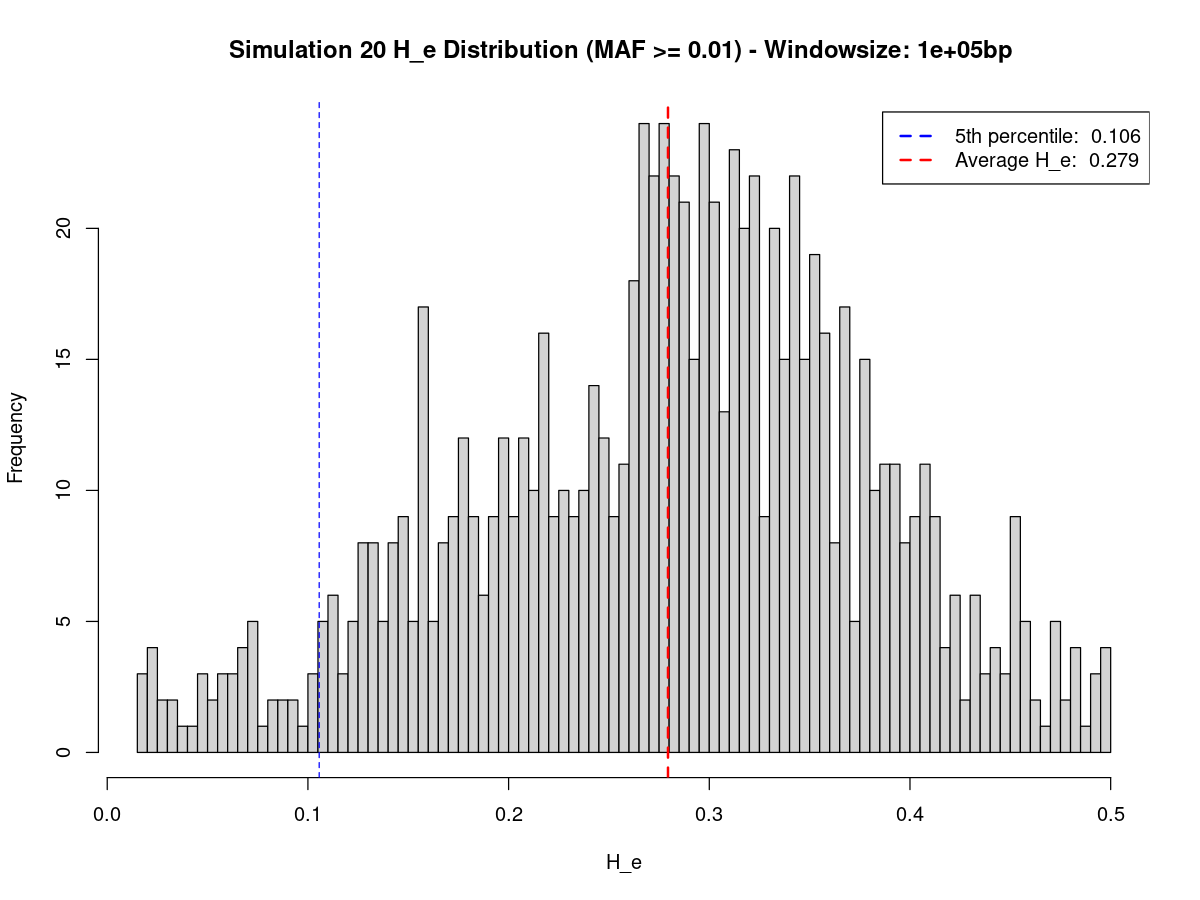 Simulation 20 H_e Distribution (MAF >= 0.01) - Windowsize: 1e+05bp
5th percentile:  0.106
Average H_e:  0.279
Frequency
20
15
10
5
0
0.0 0.1 0.2 0.3 0.4 0.5
H_e